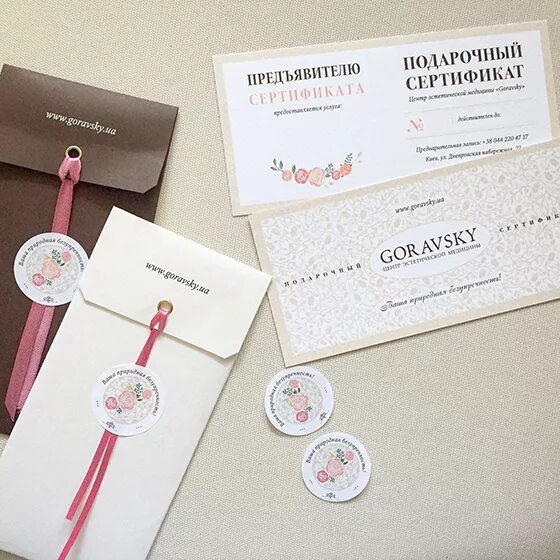 www.goravsky.ua
Ваша природная безупречность!
www.goravsky.ua
Ваша природная безупречность!
ПРЕДЪЯВИТЕЛЮ
СЕРТИФИКАТА
предоставляется услуга:
ПОДАРОЧНЫЙ
СЕРТИФИКАТ
Центр эстетической медицины «Goravsky»
№
действителен до:
Предварительная запись: +38 044 220 47 17
Киев, ул. Днепровская набережная
www.goravsky.ua
GORAVSKY
ЦЕНТР ЭСТЕТИЧЕСКОЙ МЕДИЦИНЫ
ПОДАРОЧНЫЙ
СЕРТИФИ
Ваша природная безупречность!
Ваша природная безупречность!
Ваша природная безупречность!